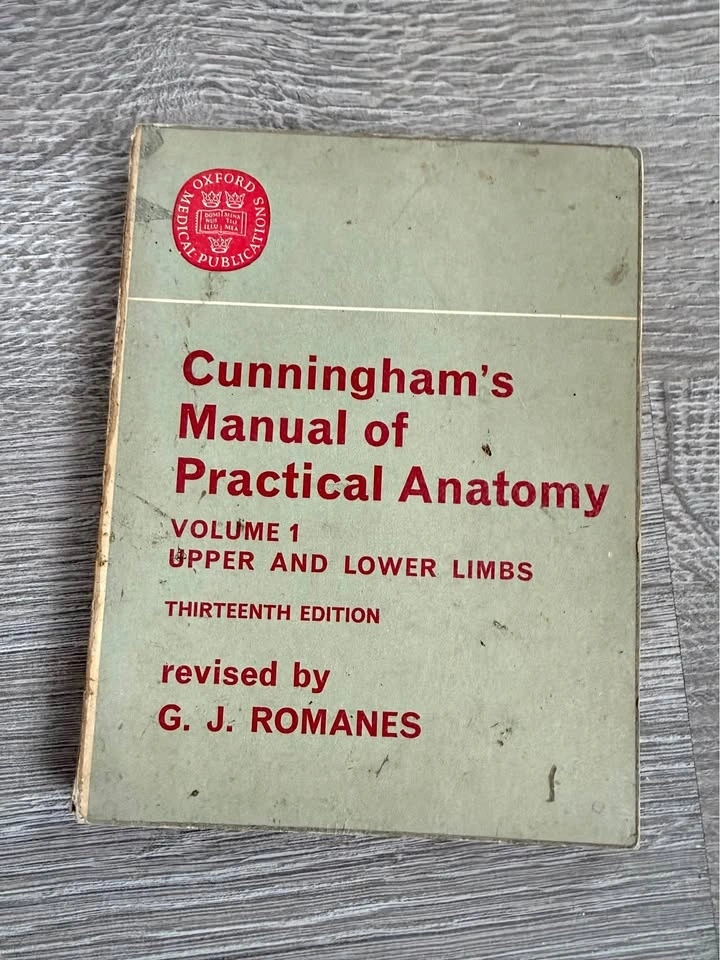 OXFORD
MEDICAL PUBLICATIONS
DOMI MINA
NUS TIO
ILLU MEA
Cunningham's
Manual of
Practical Anatomy
VOLUME 1
UPPER AND LOWER LIMBS
THIRTEENTH EDITION
revised by
G. J. ROMANES